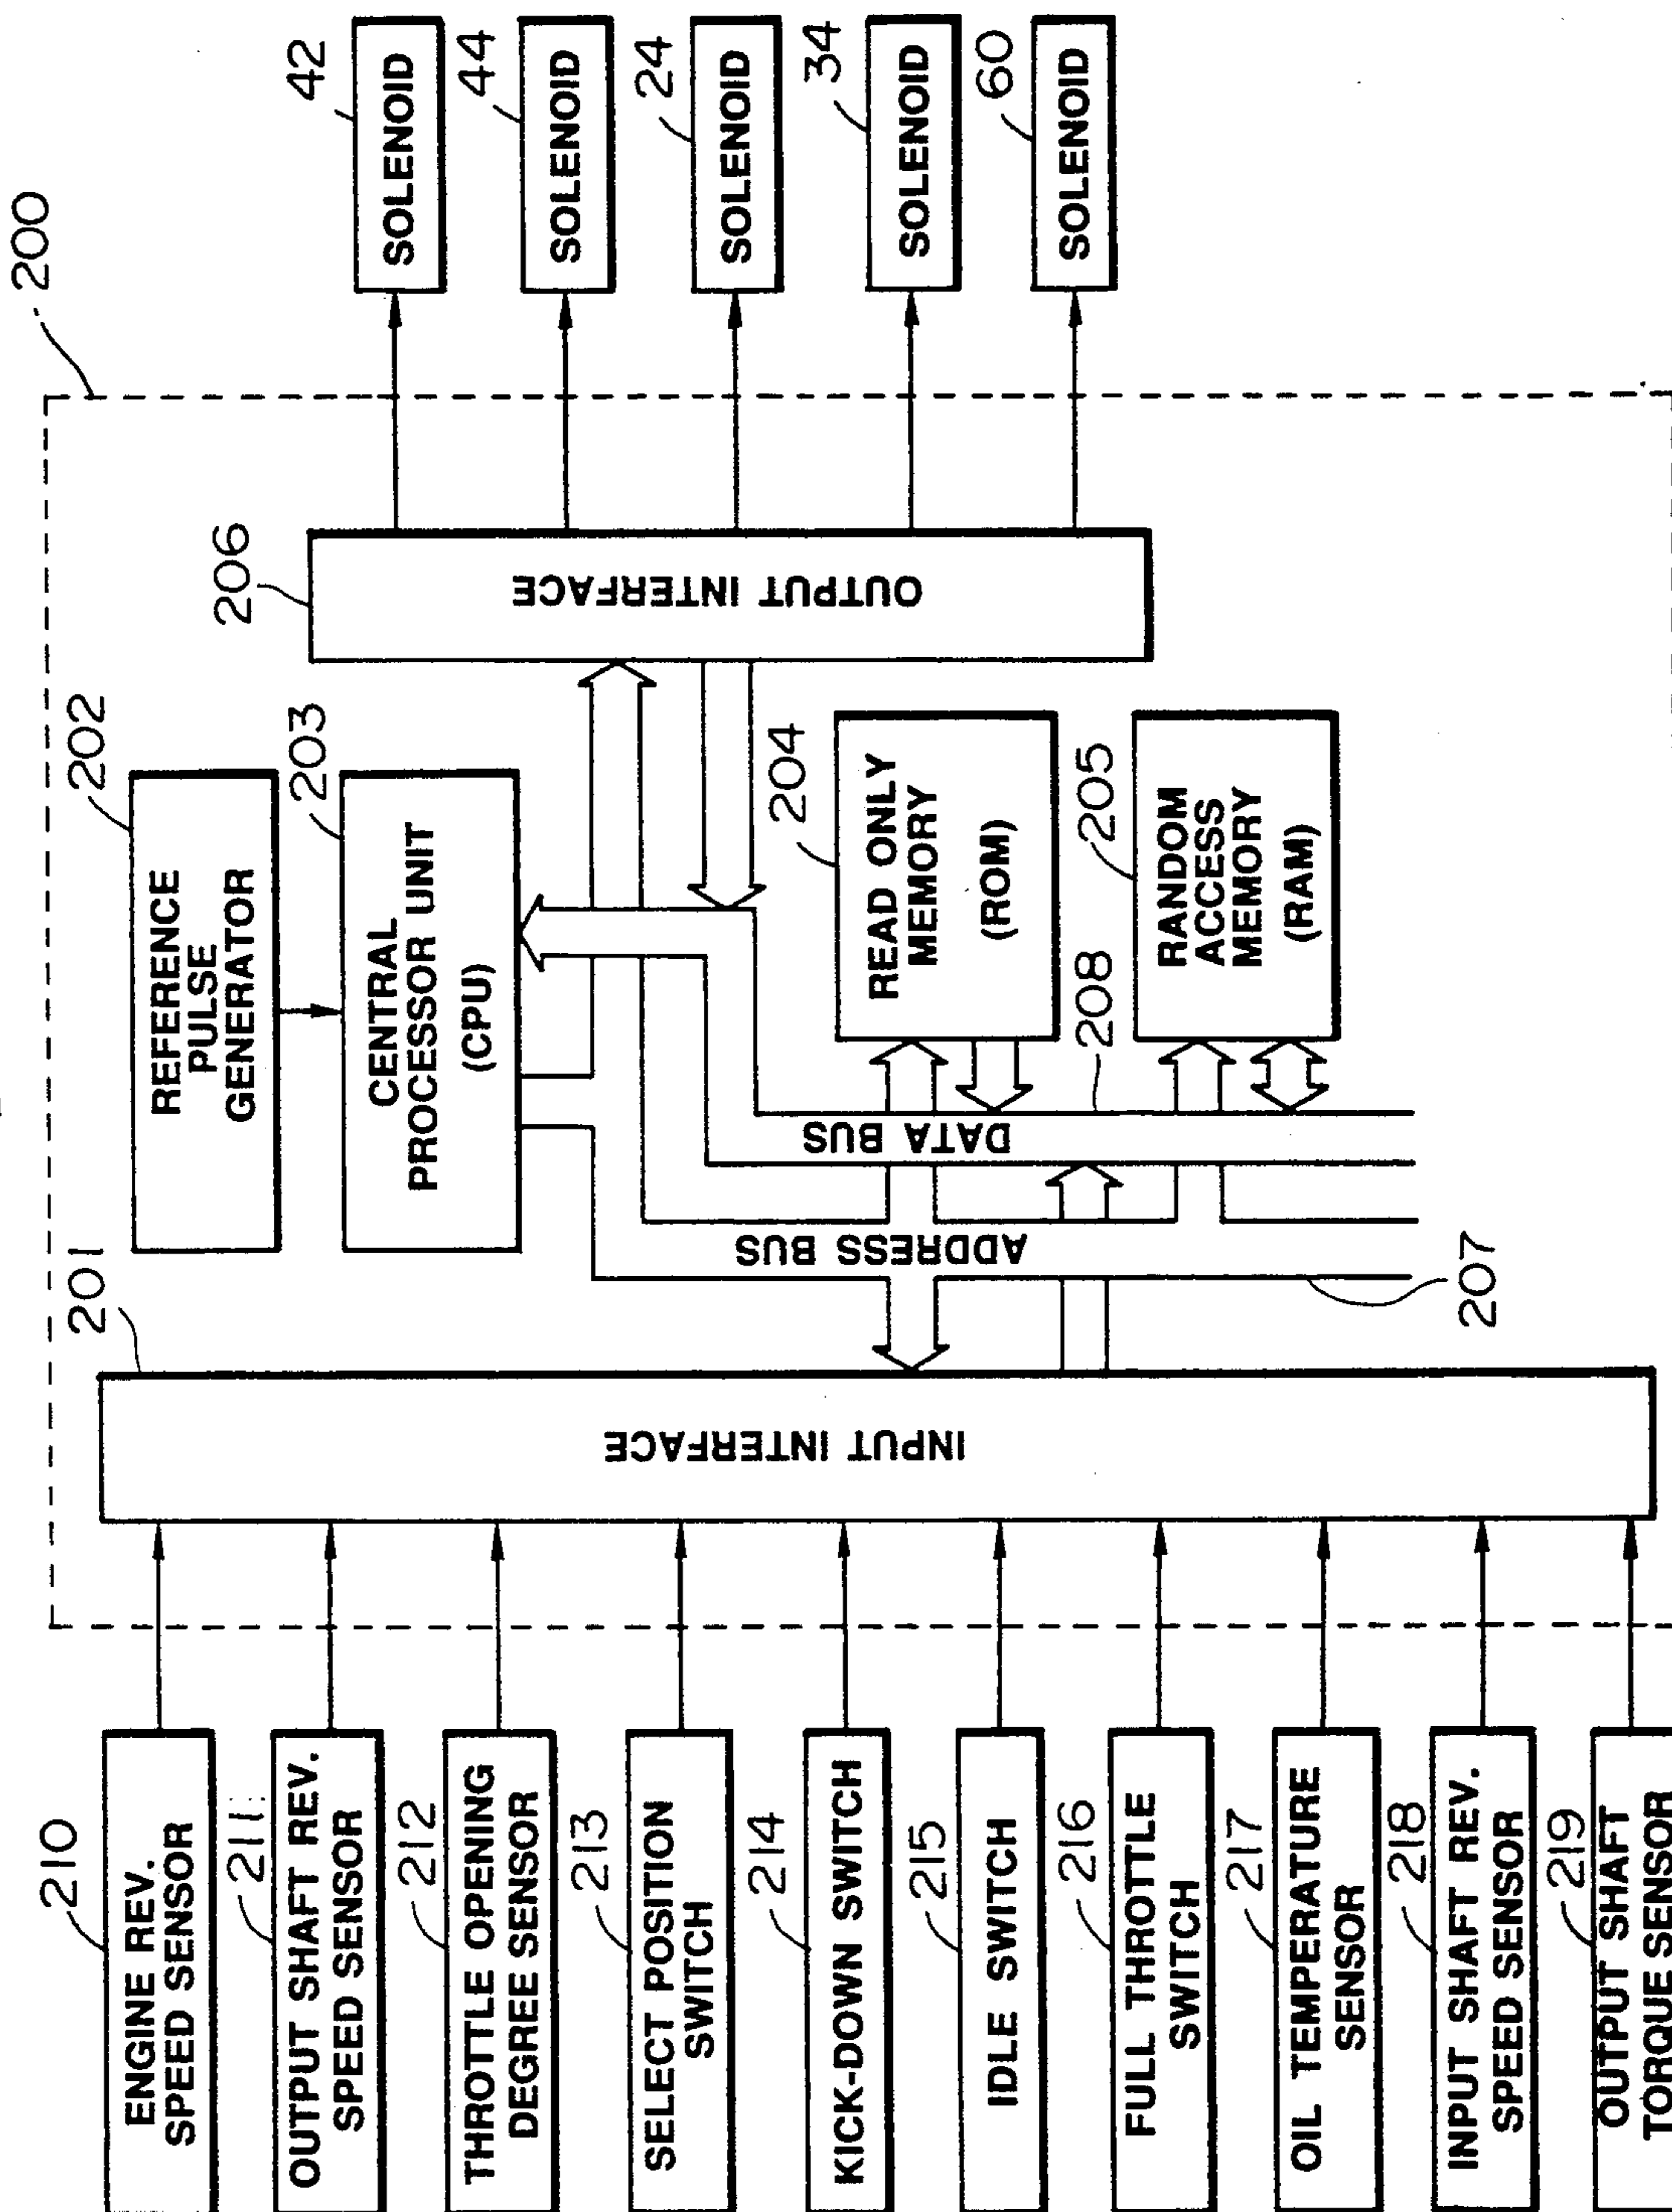 200
210
ENGINE REV.
SPEED SENSOR
211
OUTPUT SHAFT REV.
SPEED SENSOR
212
THROTTLE OPENING
DEGREE SENSOR
213
SELECT POSITION
SWITCH
214
KICK-DOWN SWITCH
215
IDLE SWITCH
216
FULL THROTTLE
SWITCH
217
OIL TEMPERATURE
SENSOR
218
INPUT SHAFT REV.
SPEED SENSOR
219
OUTPUT SHAFT
TORQUE SENSOR
201
INPUT INTERFACE
202
REFERENCE
PULSE
GENERATOR
203
CENTRAL
PROCESSOR UNIT
(CPU)
ADDRESS BUS
207
DATA BUS
208
204
READ ONLY
MEMORY
(ROM)
205
RANDOM
ACCESS
MEMORY
(RAM)
206
OUTPUT INTERFACE
42
SOLENOID
44
SOLENOID
24
SOLENOID
34
SOLENOID
60
SOLENOID